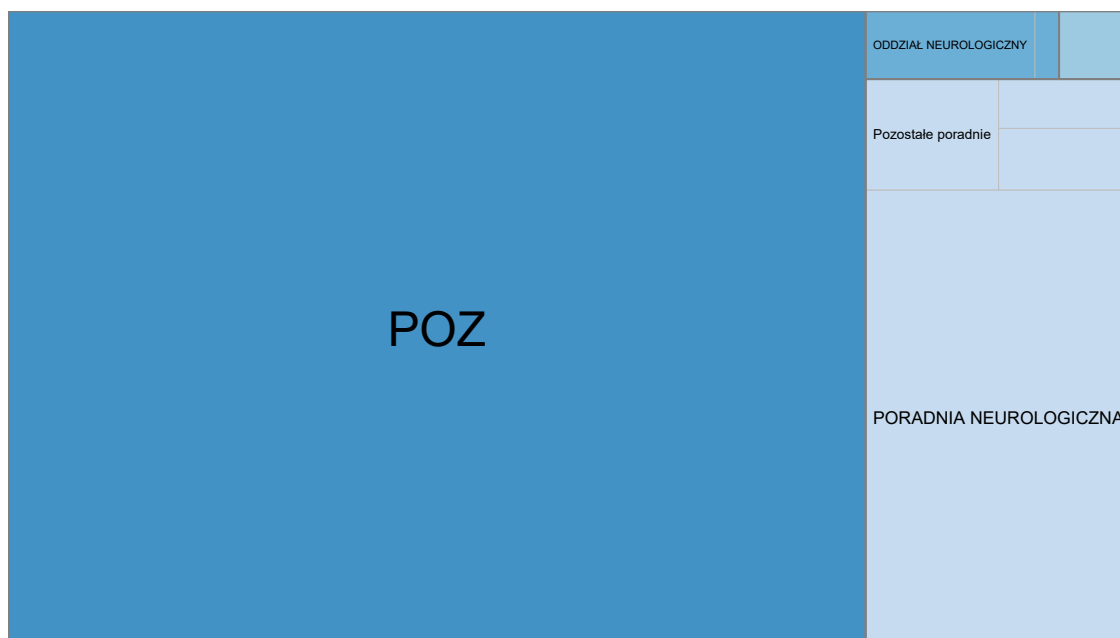 ODDZIAŁ NEUROLOGICZNY
Pozostałe poradnie
POZ
PORADNIA NEUROLOGICZNA